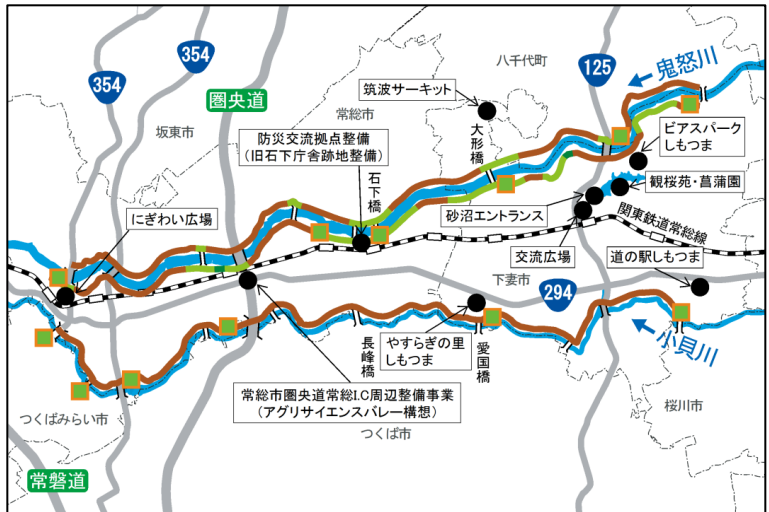 354
354
125
鬼怒川
八千代町
圏央道
筑波サーキット
常総市
坂東市
防災交流拠点整備
(旧石下庁舎跡地整備)
大形橋
ビアスパーク
しもつま
石下橋
観桜苑・菖蒲園
にぎわい広場
砂沼エントランス
関東鉄道常総線
交流広場
道の駅しもつま
下妻市
294
長峰橋
やすらぎの里
しもつま
愛国橋
小貝川
常総市圏央道常総I.C周辺整備事業
(アグリサイエンスバレー構想)
つくばみらい市
つくば市
桜川市
常磐道